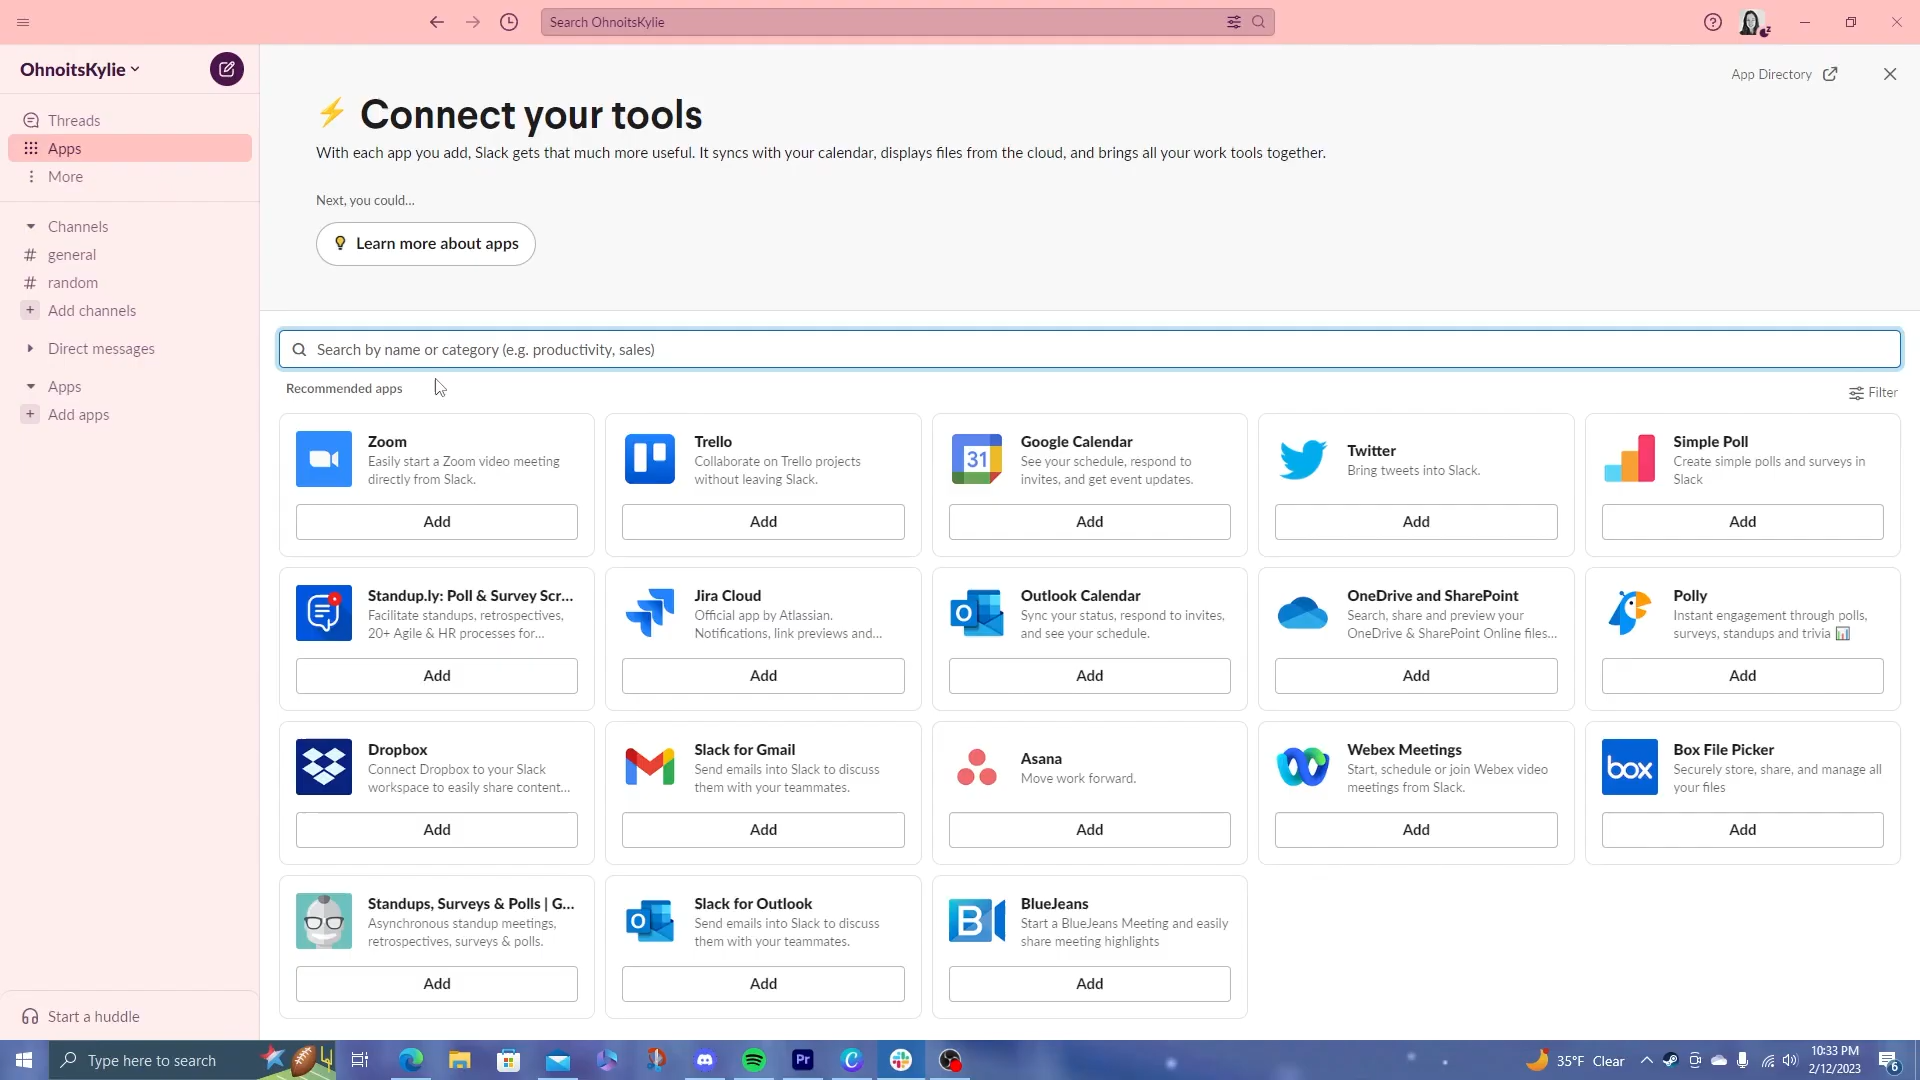 Search OhnoitsKylie
OhnoitsKylie
Threads
Apps
More
Channels
# general
# random
+ Add channels
Direct messages
Apps
+ Add apps
Start a huddle
App Directory
⚡ Connect your tools
With each app you add, Slack gets that much more useful. It syncs with your calendar, displays files from the cloud, and brings all your work tools together.
Next, you could...
Learn more about apps
Search by name or category (e.g. productivity, sales)
Recommended apps
Filter
Zoom
Easily start a Zoom video meeting
directly from Slack.
Add
Trello
Collaborate on Trello projects
without leaving Slack.
Add
31
Google Calendar
See your schedule, respond to
invites, and get event updates.
Add
Twitter
Bring tweets into Slack.
Add
Simple Poll
Create simple polls and surveys in
Slack
Add
Standup.ly: Poll & Survey Scr...
Facilitate standups, retrospectives,
20+ Agile & HR processes for...
Add
Jira Cloud
Official app by Atlassian.
Notifications, link previews and...
Add
Outlook Calendar
Sync your status, respond to invites,
and see your schedule.
Add
OneDrive and SharePoint
Search, share and preview your
OneDrive & SharePoint Online files...
Add
Polly
Instant engagement through polls,
surveys, standups and trivia 📊
Add
Dropbox
Connect Dropbox to your Slack
workspace to easily share content...
Add
Slack for Gmail
Send emails into Slack to discuss
them with your teammates.
Add
Asana
Move work forward.
Add
Webex Meetings
Start, schedule or join Webex video
meetings from Slack.
Add
box
Box File Picker
Securely store, share, and manage all
your files
Add
Standups, Surveys & Polls | G...
Asynchronous standup meetings,
retrospectives, surveys & polls.
Add
Slack for Outlook
Send emails into Slack to discuss
them with your teammates.
Add
B
BlueJeans
Start a BlueJeans Meeting and easily
share meeting highlights
Add
Type here to search
Pr
35°F Clear
10:33 PM
2/12/2023
6